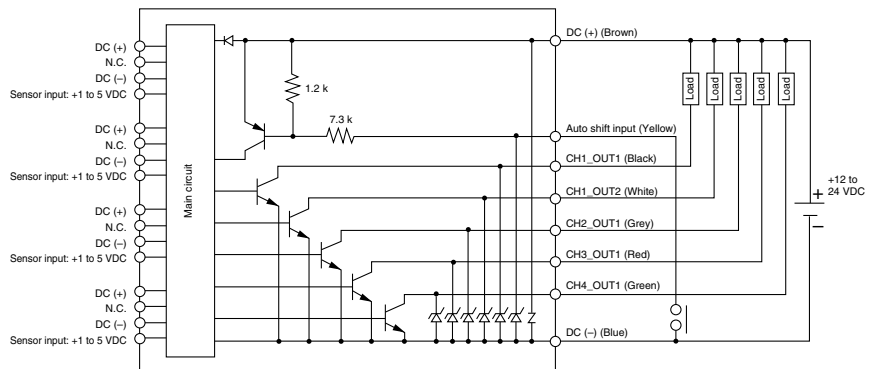 DC (+)
N.C.
DC (–)
Sensor input: +1 to 5 VDC
DC (+)
N.C.
DC (–)
Sensor input: +1 to 5 VDC
DC (+)
N.C.
DC (–)
Sensor input: +1 to 5 VDC
DC (+)
N.C.
DC (–)
Sensor input: +1 to 5 VDC
Main circuit
1.2 k
7.3 k
DC (+) (Brown)
Auto shift input (Yellow)
CH1_OUT1 (Black)
CH1_OUT2 (White)
CH2_OUT1 (Grey)
CH3_OUT1 (Red)
CH4_OUT1 (Green)
DC (–) (Blue)
Load
Load
Load
Load
Load
+12 to
24 VDC
+
–